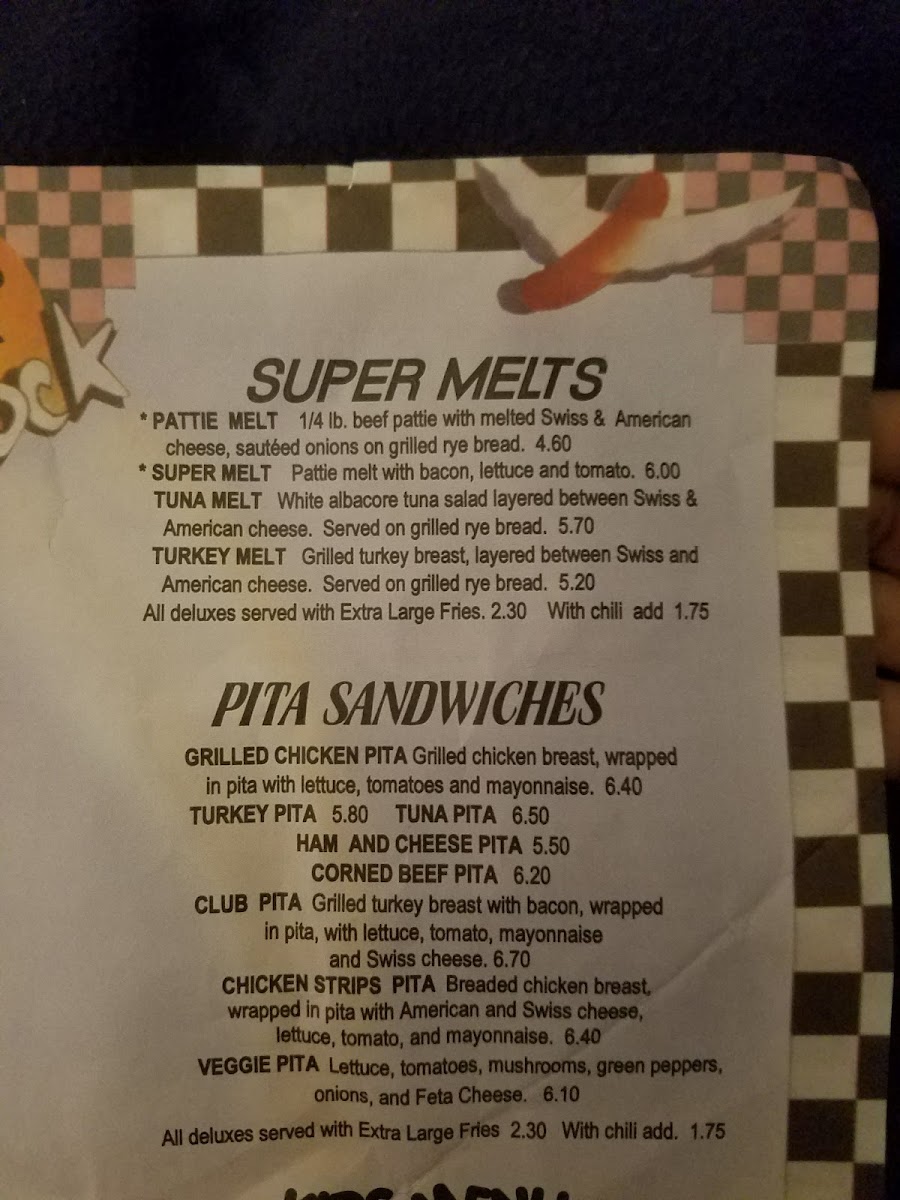 ock
SUPER MELTS
* PATTIE MELT 1/4 lb. beef pattie with melted Swiss & American
cheese, sautéed onions on grilled rye bread. 4.60
* SUPER MELT Pattie melt with bacon, lettuce and tomato. 6.00
TUNA MELT White albacore tuna salad layered between Swiss &
American cheese. Served on grilled rye bread. 5.70
TURKEY MELT Grilled turkey breast, layered between Swiss and
American cheese. Served on grilled rye bread. 5.20
All deluxes served with Extra Large Fries. 2.30 With chili add 1.75
PITA SANDWICHES
GRILLED CHICKEN PITA Grilled chicken breast, wrapped
in pita with lettuce, tomatoes and mayonnaise. 6.40
TURKEY PITA 5.80 TUNA PITA 6.50
HAM AND CHEESE PITA 5.50
CORNED BEEF PITA 6.20
CLUB PITA Grilled turkey breast with bacon, wrapped
in pita, with lettuce, tomato, mayonnaise
and Swiss cheese. 6.70
CHICKEN STRIPS PITA Breaded chicken breast,
wrapped in pita with American and Swiss cheese,
lettuce, tomato, and mayonnaise. 6.40
VEGGIE PITA Lettuce, tomatoes, mushrooms, green peppers,
onions, and Feta Cheese. 6.10
All deluxes served with Extra Large Fries 2.30 With chili add. 1.75